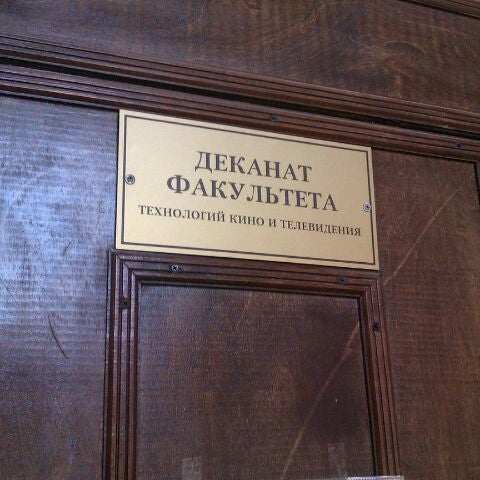 ДЕКАНАТ
ФАКУЛЬТЕТА
ТЕХНОЛОГИЙ КИНО И ТЕЛЕВИДЕНИЯ